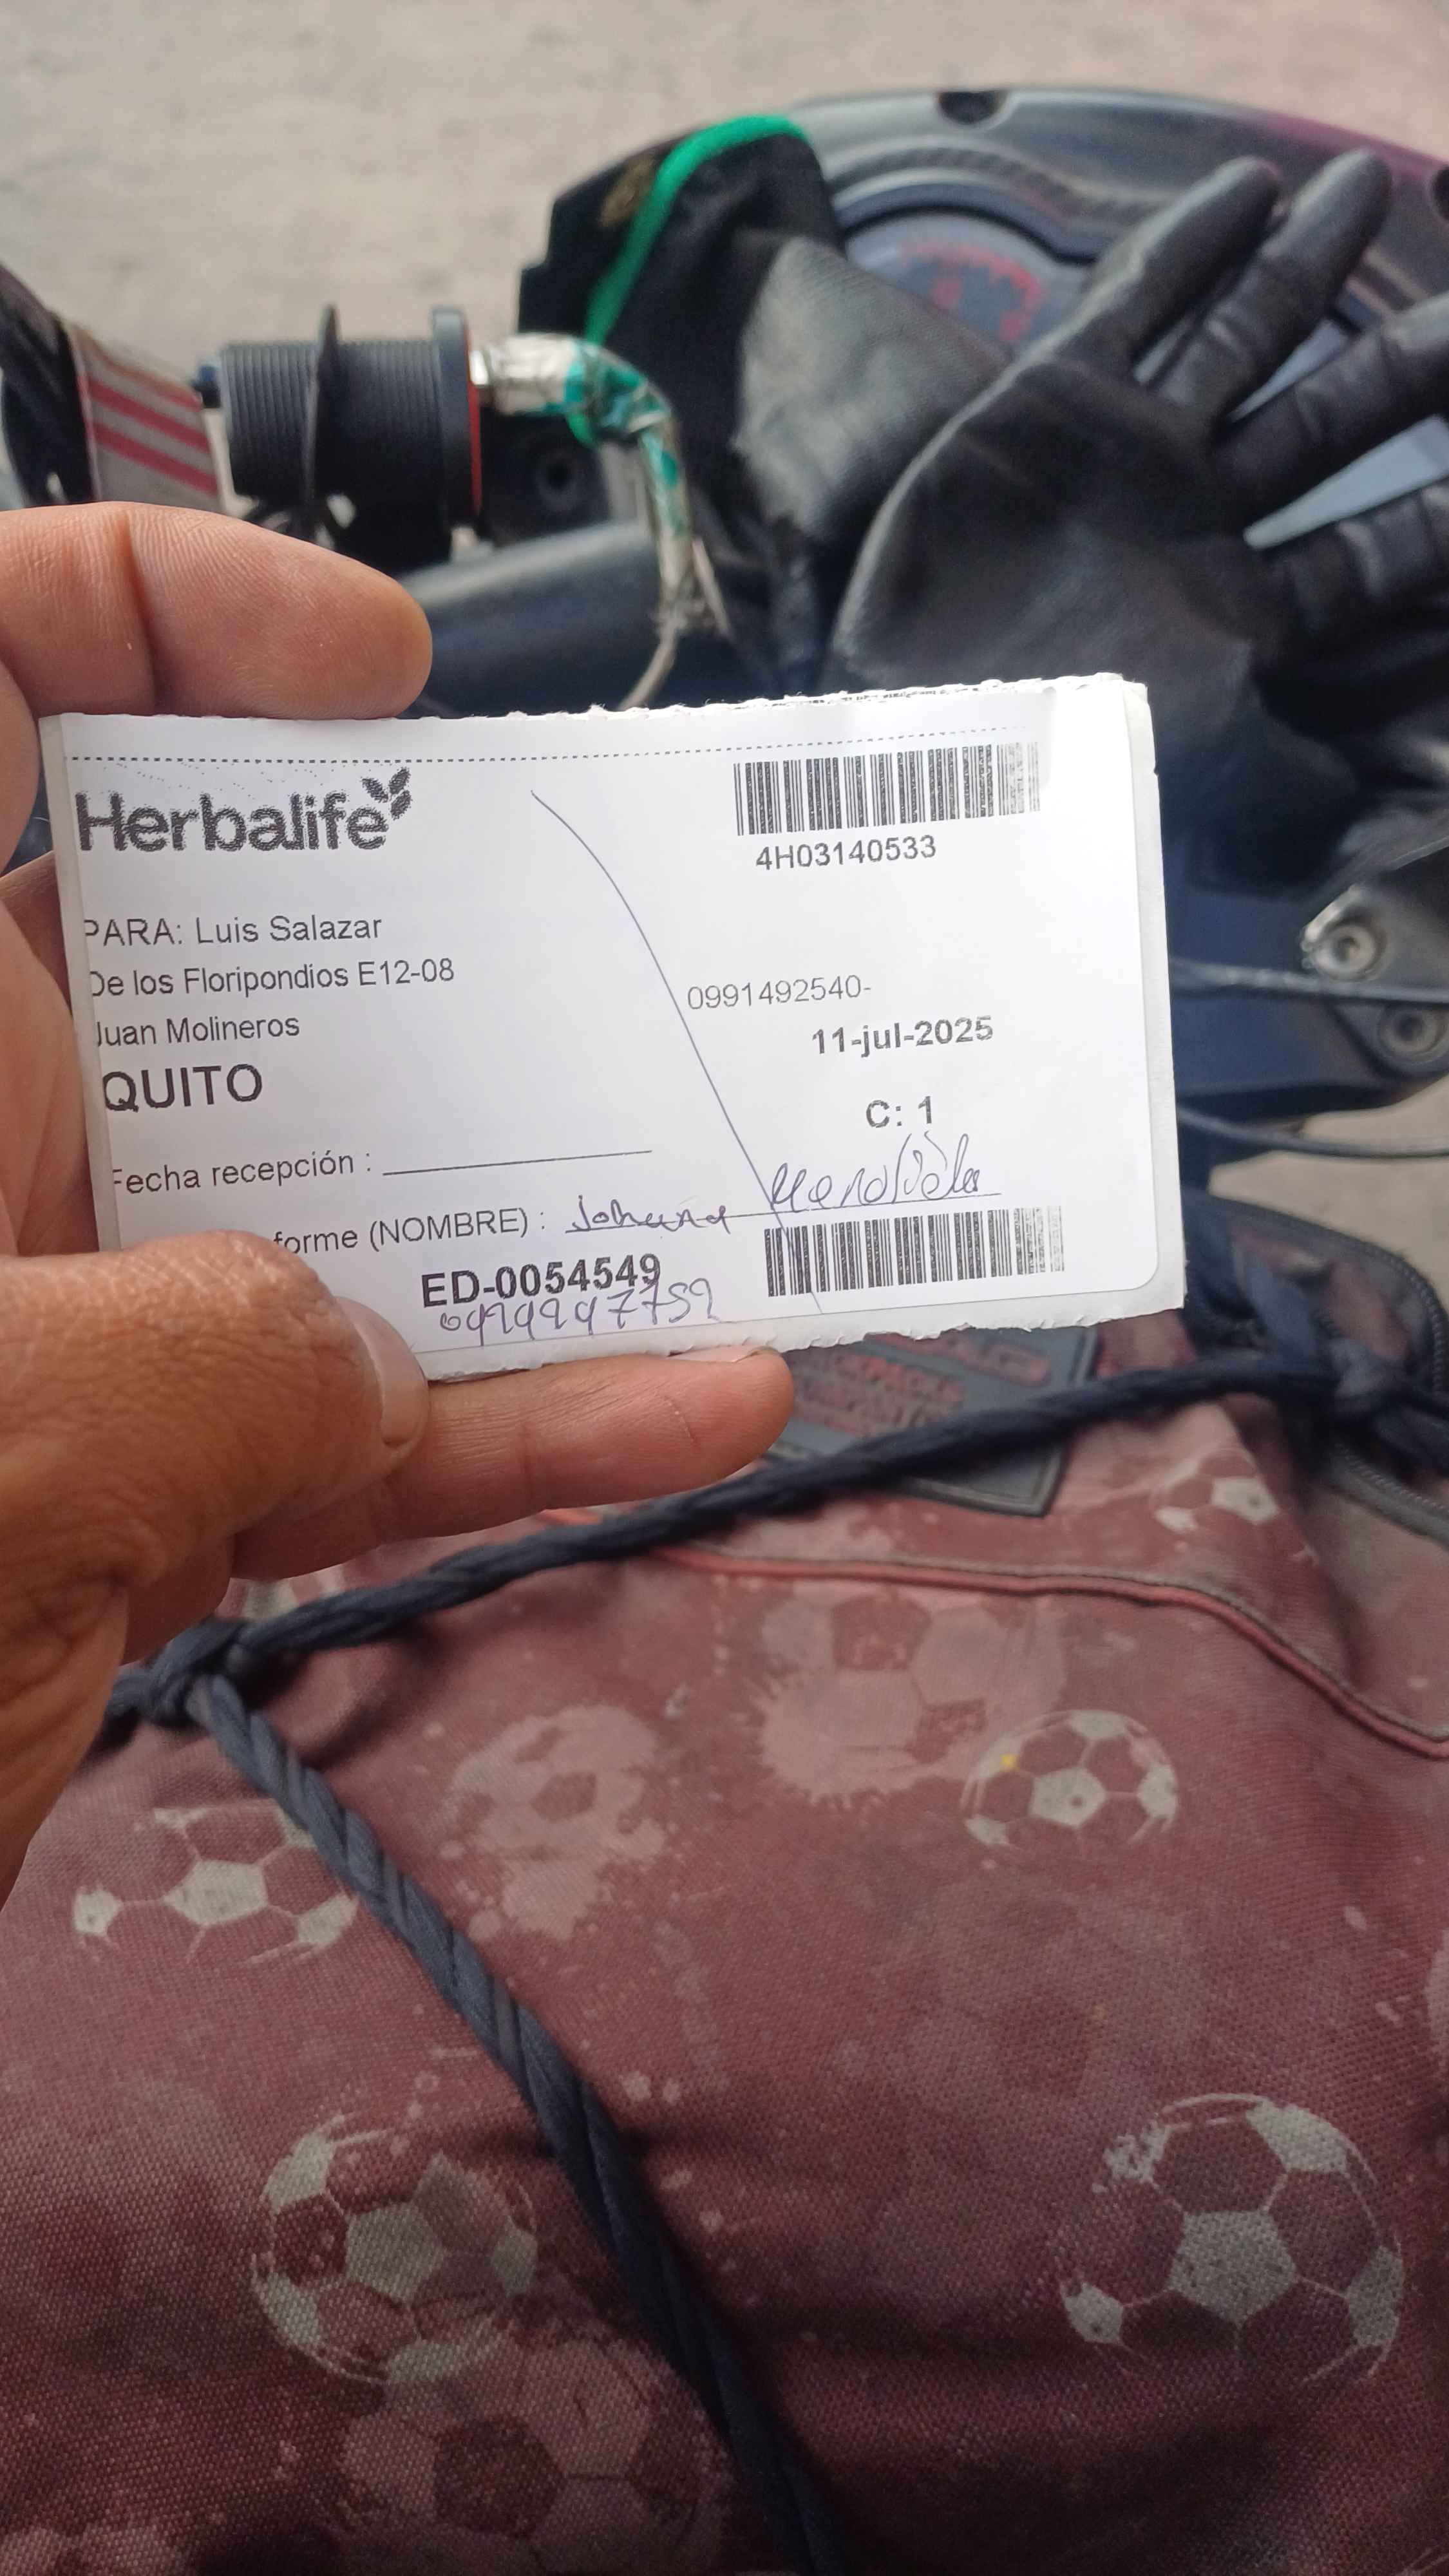 Herbalife
4H03140533
PARA: Luis Salazar
De los Floripondios E12-08
0991492540-
Juan Molineros
11-jul-2025
QUITO
C: 1
Fecha recepción :
forme (NOMBRE) : Johana
ED-0054549